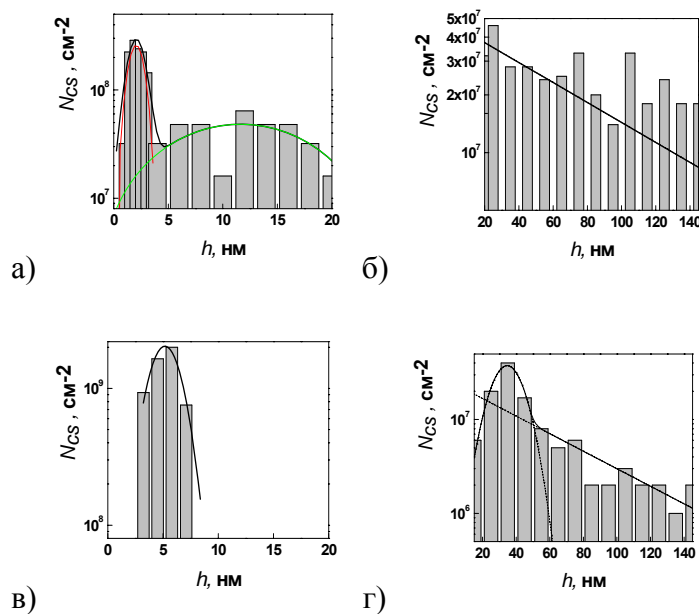 10⁸
10⁷
N_CS , см-2
0 5 10 15 20
h, нм
а)
5x10⁷
4x10⁷
3x10⁷
2x10⁷
10⁷
N_CS , см-2
20 40 60 80 100 120 140
h, нм
б)
10⁹
10⁸
N_CS , см-2
0 5 10 15 20
h, нм
в)
10⁷
10⁶
N_CS , см-2
20 40 60 80 100 120 140
h, нм
г)